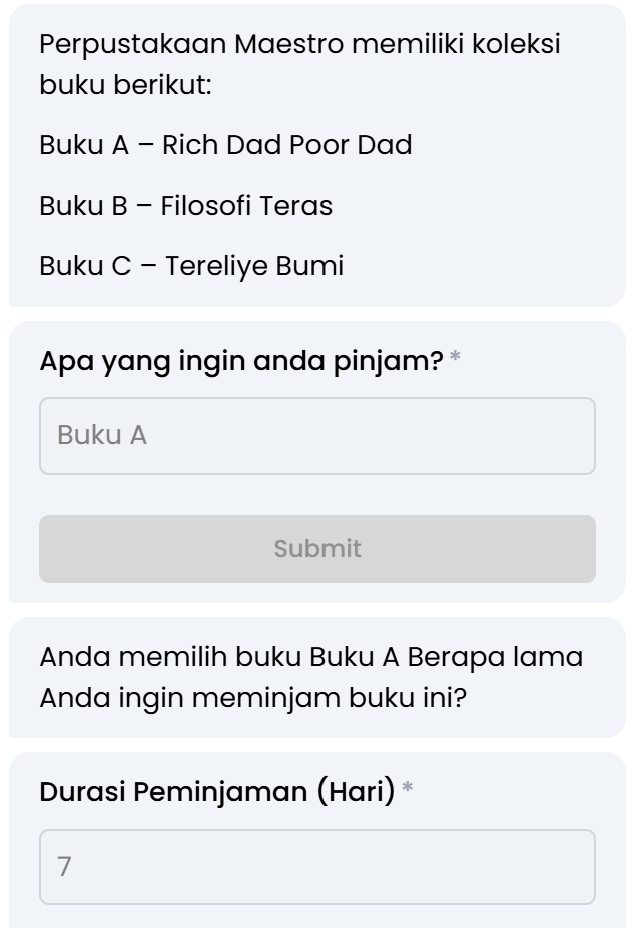 Perpustakaan Maestro memiliki koleksi
buku berikut:
Buku A – Rich Dad Poor Dad
Buku B – Filosofi Teras
Buku C – Tereliye Bumi
Apa yang ingin anda pinjam? *
Buku A
Submit
Anda memilih buku Buku A Berapa lama
Anda ingin meminjam buku ini?
Durasi Peminjaman (Hari) *
7